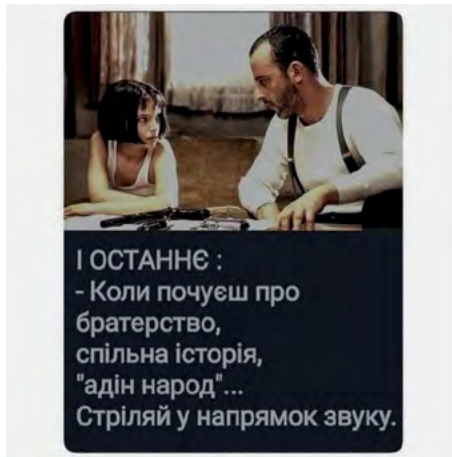 І ОСТАННЄ :
- Коли почуєш про
братерство,
спільна історія,
"адін народ"...
Стріляй у напрямок звуку.